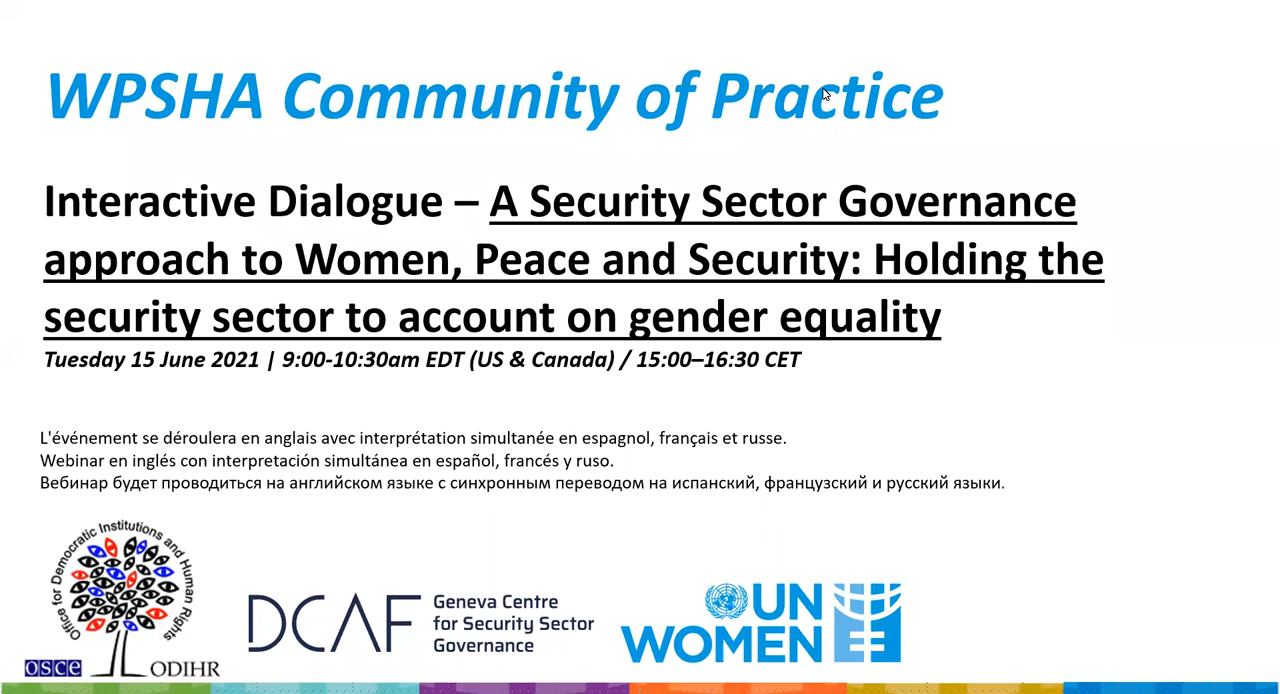 WPSHA Community of Practice
Interactive Dialogue – A Security Sector Governance
approach to Women, Peace and Security: Holding the
security sector to account on gender equality
Tuesday 15 June 2021 | 9:00-10:30am EDT (US & Canada) / 15:00–16:30 CET
L'événement se déroulera en anglais avec interprétation simultanée en espagnol, français et russe.
Webinar en inglés con interpretación simultánea en español, francés y ruso.
Вебинар будет проводиться на английском языке с синхронным переводом на испанский, французский и русский языки.
Office for Democratic Institutions and Human Rights
OSCE ODIHR
DCAF
Geneva Centre
for Security Sector
Governance
UN
WOMEN